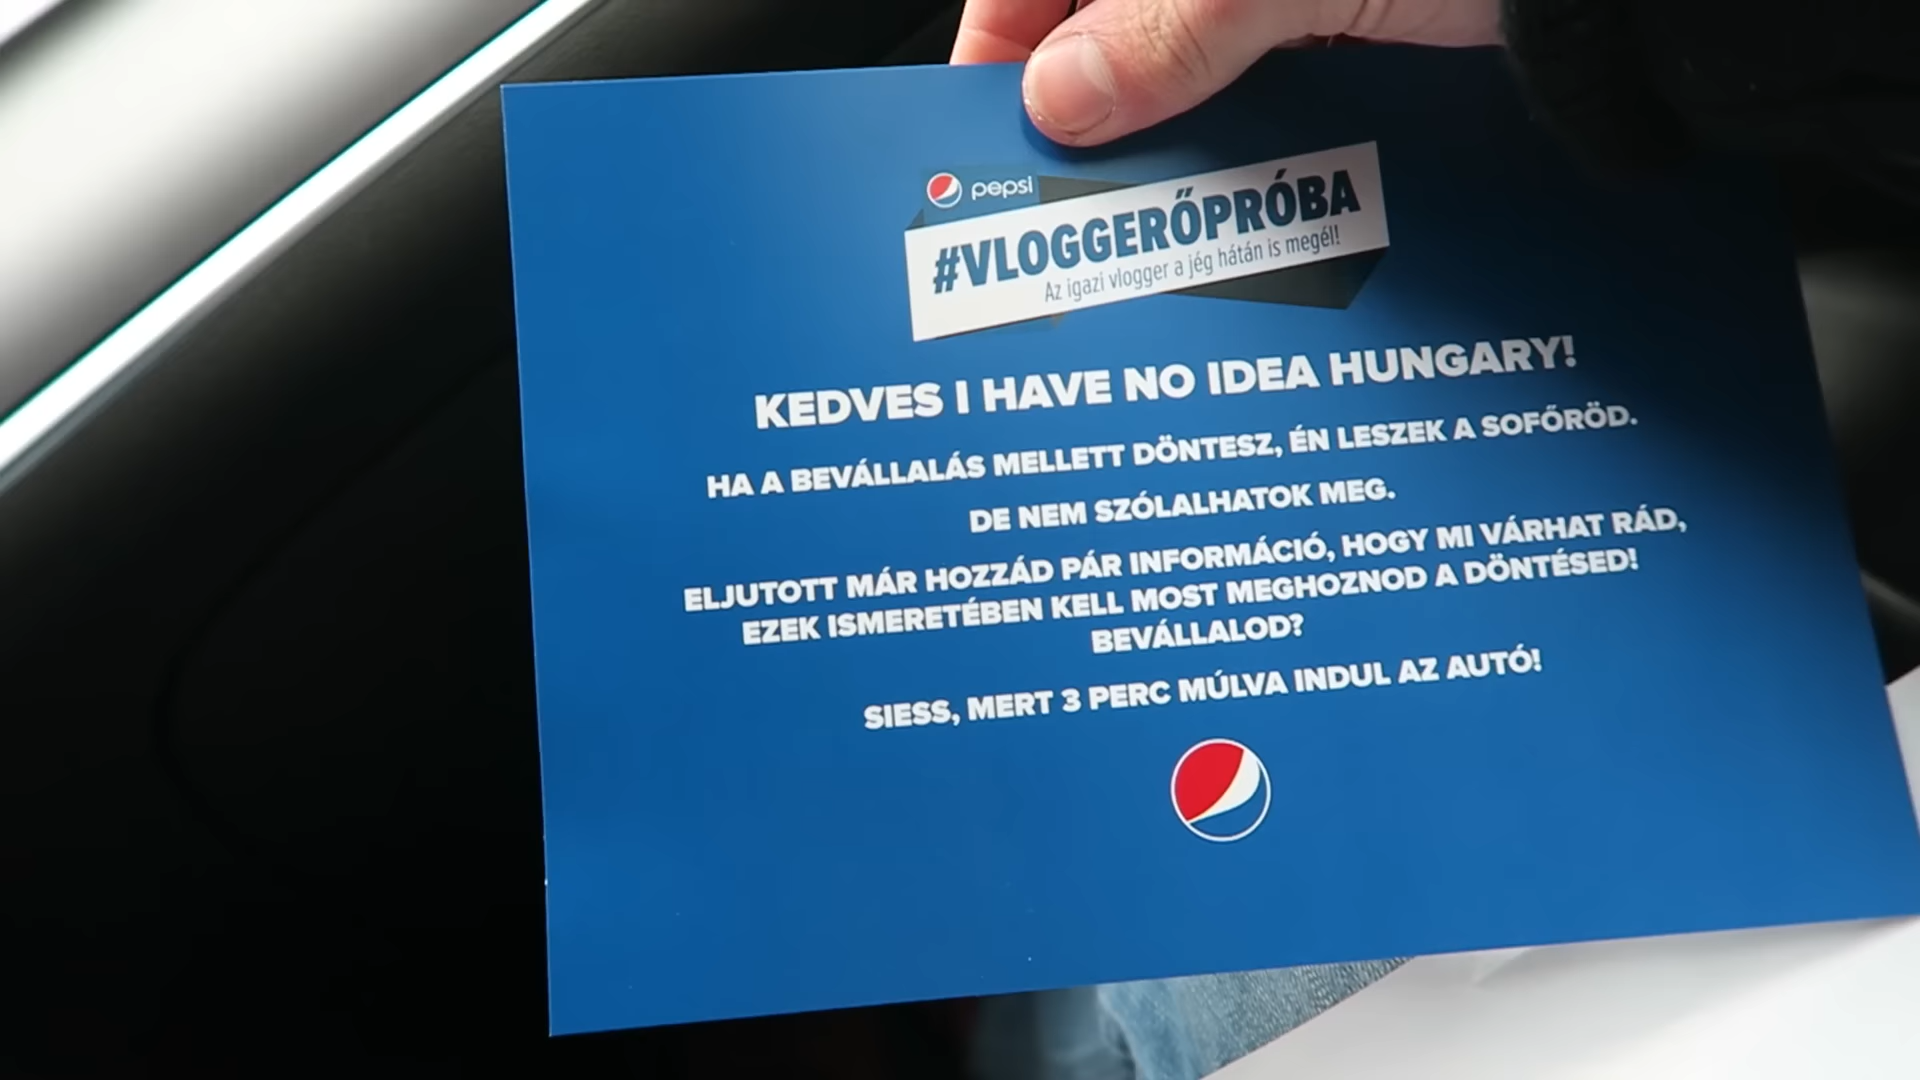 pepsi
#VLOGGERŐPRÓBA
Az igazi vlogger a jég hátán is megél!
KEDVES I HAVE NO IDEA HUNGARY!
HA A BEVÁLLALÁS MELLETT DÖNTESZ, ÉN LESZEK A SOFŐRÖD.
DE NEM SZÓLALHATOK MEG.
ELJUTOTT MÁR HOZZÁD PÁR INFORMÁCIÓ, HOGY MI VÁRHAT RÁD,
EZEK ISMERETÉBEN KELL MOST MEGHOZNOD A DÖNTÉSED!
BEVÁLLALOD?
SIESS, MERT 3 PERC MÚLVA INDUL AZ AUTÓ!